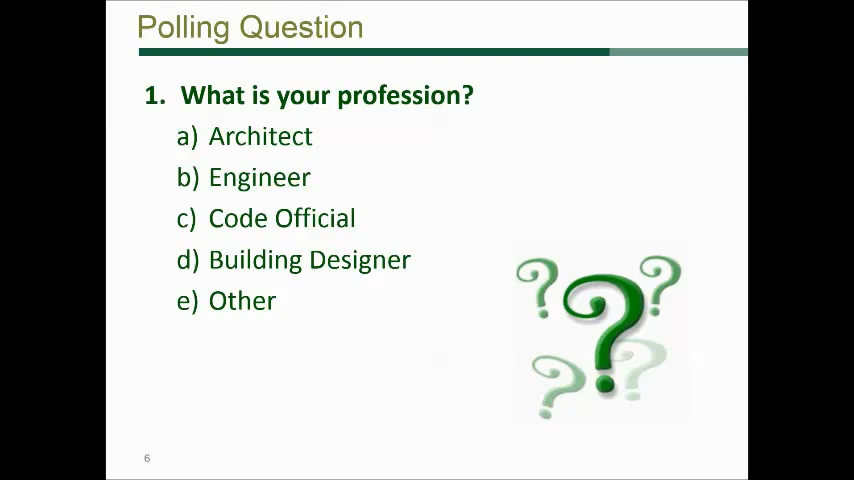 Polling Question
1. What is your profession?
a) Architect
b) Engineer
c) Code Official
d) Building Designer
e) Other
6